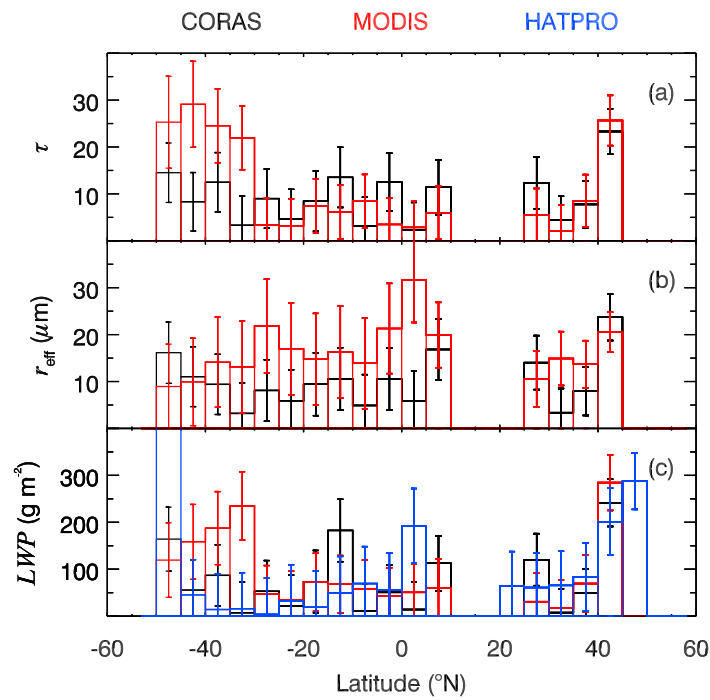 CORAS MODIS HATPRO
(a)
30
20
10
τ
(b)
30
20
10
r_eff (μm)
(c)
300
200
100
LWP (g m⁻²)
-60 -40 -20 0 20 40 60
Latitude (°N)